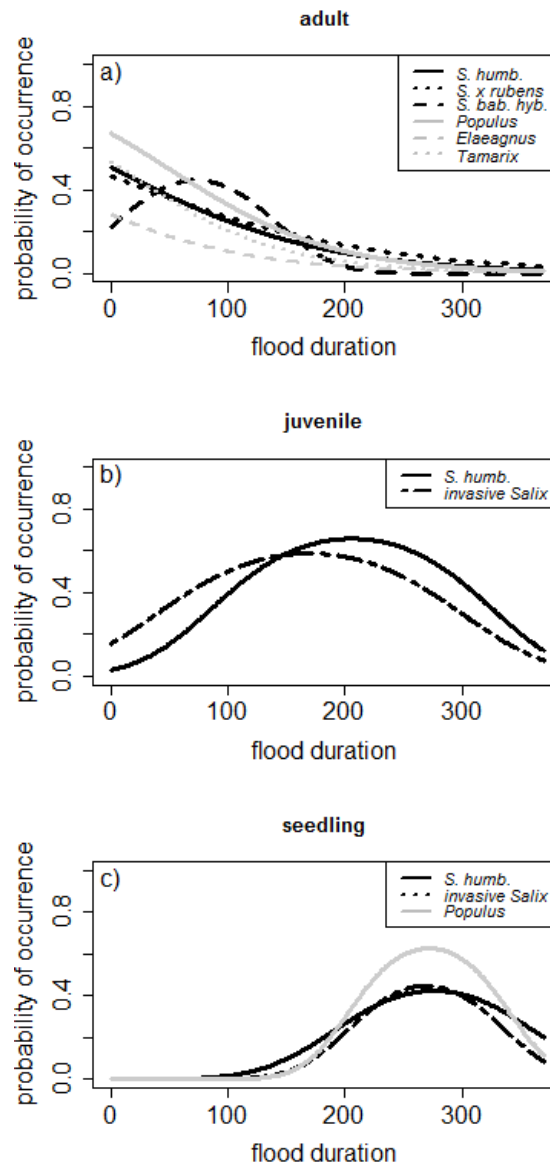 adult
a)
S. humb.
S. x rubens
S. bab. hyb.
Populus
Elaeagnus
Tamarix
probability of occurrence
0.0 0.4 0.8
0 100 200 300
flood duration
juvenile
b)
S. humb.
invasive Salix
probability of occurrence
0.0 0.4 0.8
0 100 200 300
flood duration
seedling
c)
S. humb.
invasive Salix
Populus
probability of occurrence
0.0 0.4 0.8
0 100 200 300
flood duration